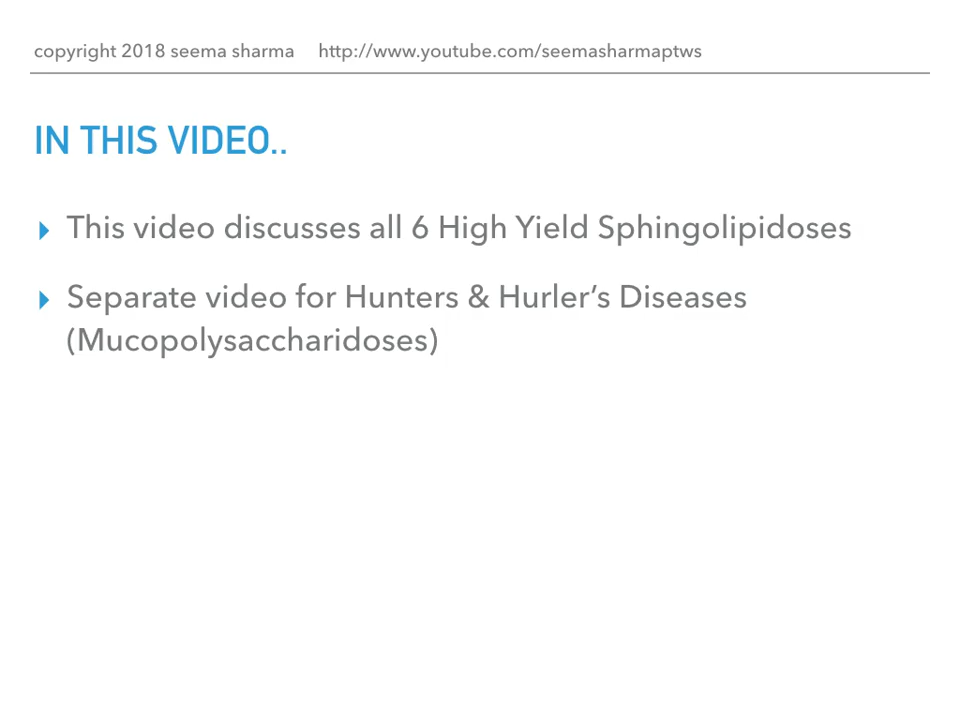 copyright 2018 seema sharma http://www.youtube.com/seemasharmaptws
IN THIS VIDEO..
▸ This video discusses all 6 High Yield Sphingolipidoses
▸ Separate video for Hunters & Hurler’s Diseases
(Mucopolysaccharidoses)